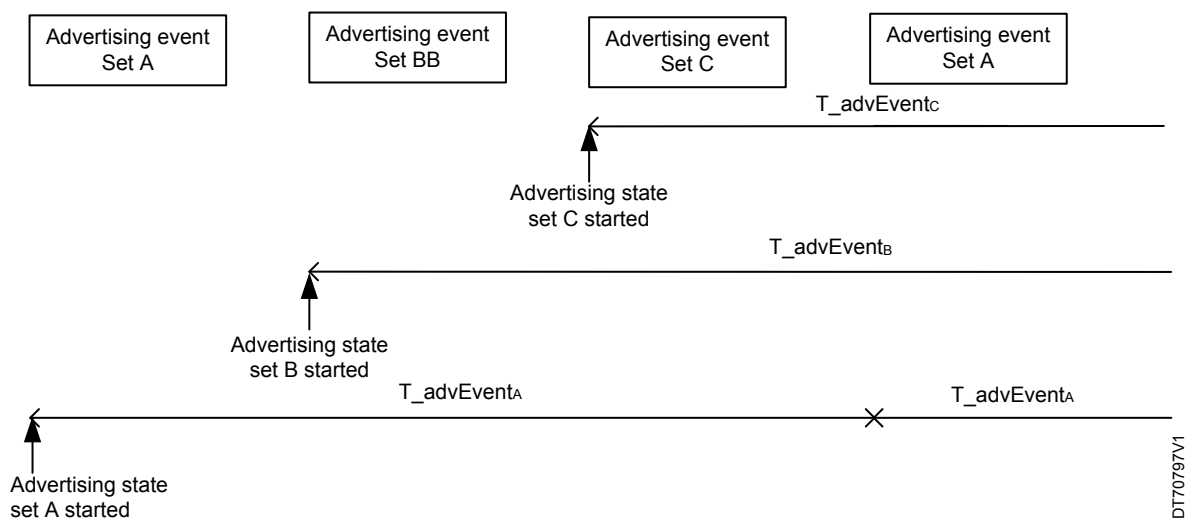 Advertising event
Set A
Advertising event
Set BB
Advertising event
Set C
Advertising event
Set A
T_advEventC
Advertising state
set C started
T_advEventB
Advertising state
set B started
T_advEventA
T_advEventA
Advertising state
set A started
DT70797V1